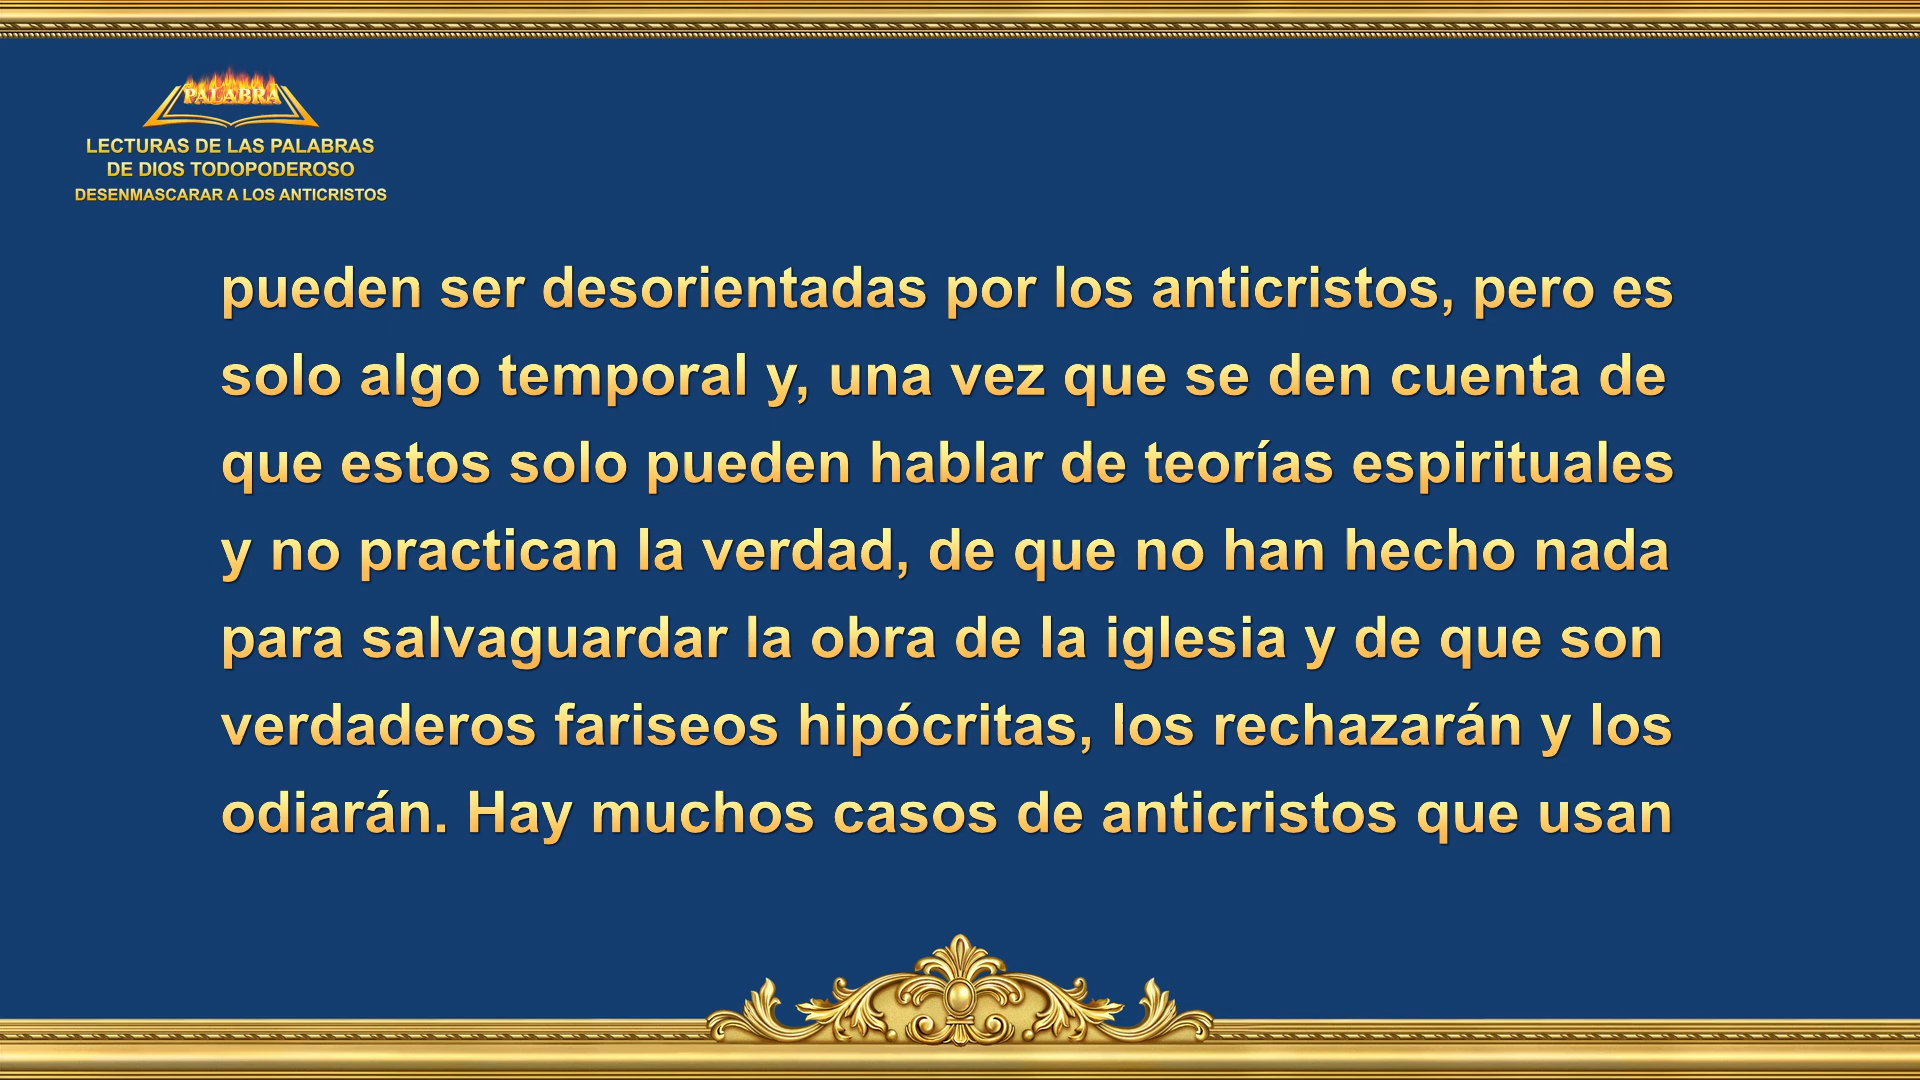 PALABRA
LECTURAS DE LAS PALABRAS
DE DIOS TODOPODEROSO
DESENMASCARAR A LOS ANTICRISTOS
pueden ser desorientadas por los anticristos, pero es
solo algo temporal y, una vez que se den cuenta de
que estos solo pueden hablar de teorías espirituales
y no practican la verdad, de que no han hecho nada
para salvaguardar la obra de la iglesia y de que son
verdaderos fariseos hipócritas, los rechazarán y los
odiarán. Hay muchos casos de anticristos que usan